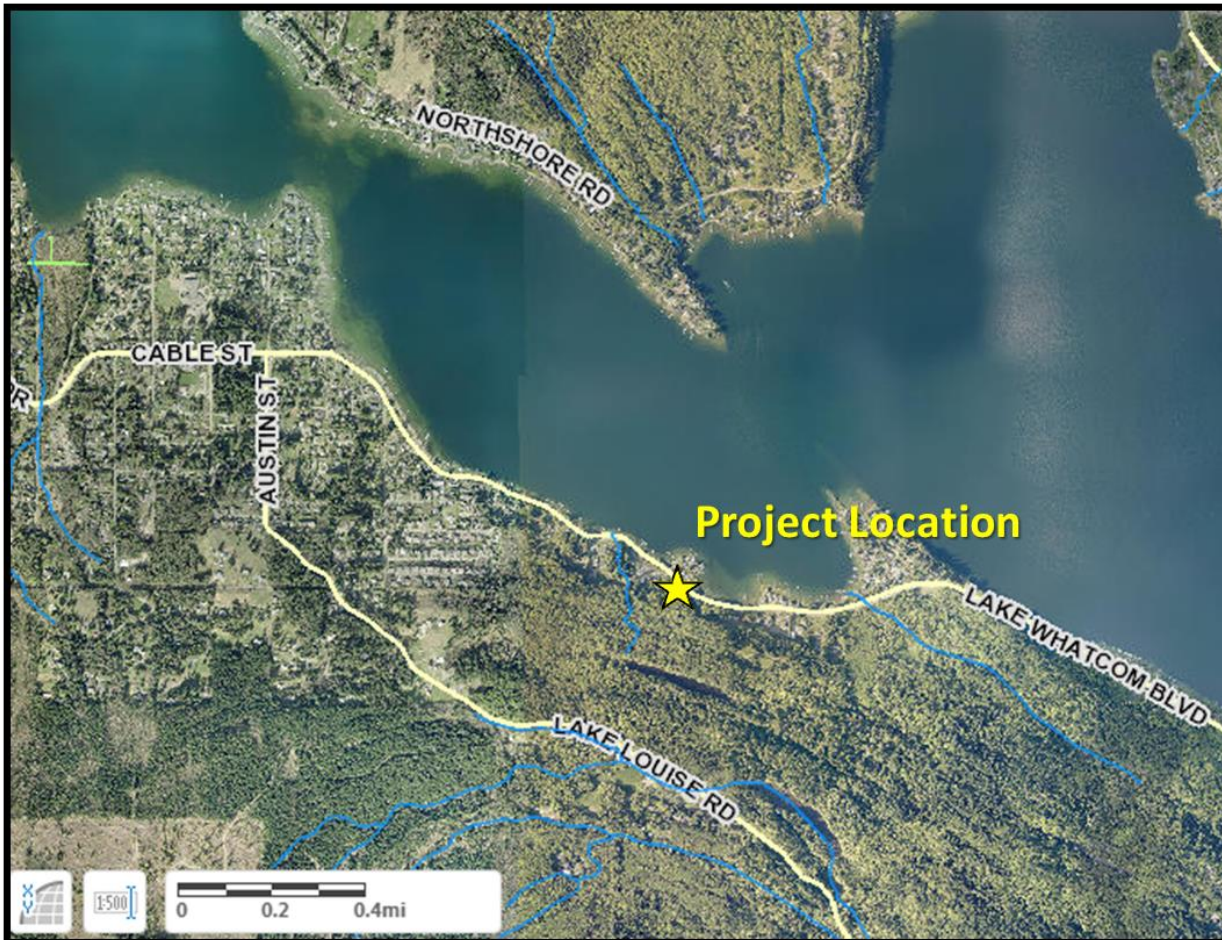 NORTHSHORE RD
CABLE ST
DR
AUSTIN ST
Project Location
LAKE WHATCOM BLVD
LAKE LOUISE RD
1:500
0 0.2 0.4mi